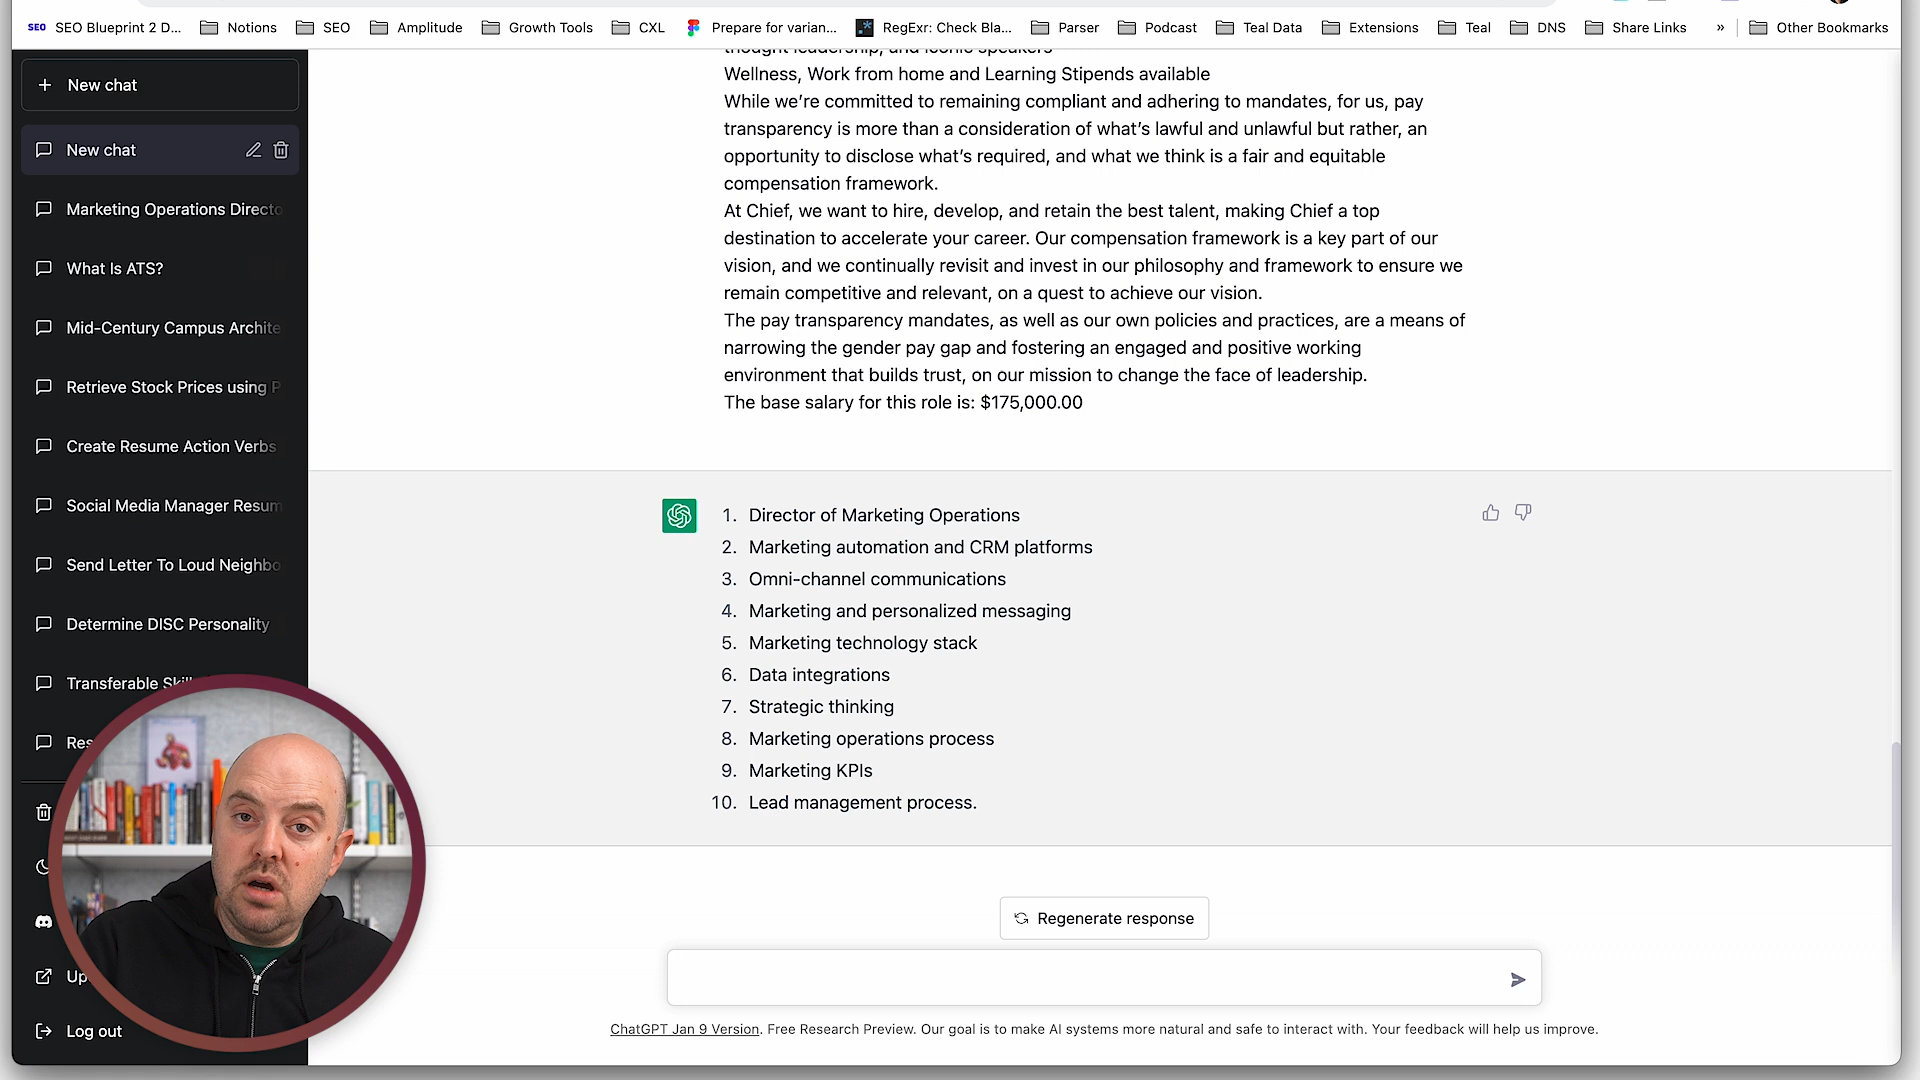 SEO SEO Blueprint 2 D... Notions SEO Amplitude Growth Tools CXL Prepare for varian... RegExr: Check Bla... Parser Podcast Teal Data Extensions Teal DNS Share Links » Other Bookmarks
New chat
New chat
Marketing Operations Directo
What Is ATS?
Mid-Century Campus Archite
Retrieve Stock Prices using P
Create Resume Action Verbs
Social Media Manager Resum
Send Letter To Loud Neighbo
Determine DISC Personality
Transferable Skil
Res
Up
Log out
thought leadership, and iconic speakers
Wellness, Work from home and Learning Stipends available
While we’re committed to remaining compliant and adhering to mandates, for us, pay
transparency is more than a consideration of what’s lawful and unlawful but rather, an
opportunity to disclose what’s required, and what we think is a fair and equitable
compensation framework.
At Chief, we want to hire, develop, and retain the best talent, making Chief a top
destination to accelerate your career. Our compensation framework is a key part of our
vision, and we continually revisit and invest in our philosophy and framework to ensure we
remain competitive and relevant, on a quest to achieve our vision.
The pay transparency mandates, as well as our own policies and practices, are a means of
narrowing the gender pay gap and fostering an engaged and positive working
environment that builds trust, on our mission to change the face of leadership.
The base salary for this role is: $175,000.00
1. Director of Marketing Operations
2. Marketing automation and CRM platforms
3. Omni-channel communications
4. Marketing and personalized messaging
5. Marketing technology stack
6. Data integrations
7. Strategic thinking
8. Marketing operations process
9. Marketing KPIs
10. Lead management process.
Regenerate response
ChatGPT Jan 9 Version. Free Research Preview. Our goal is to make AI systems more natural and safe to interact with. Your feedback will help us improve.